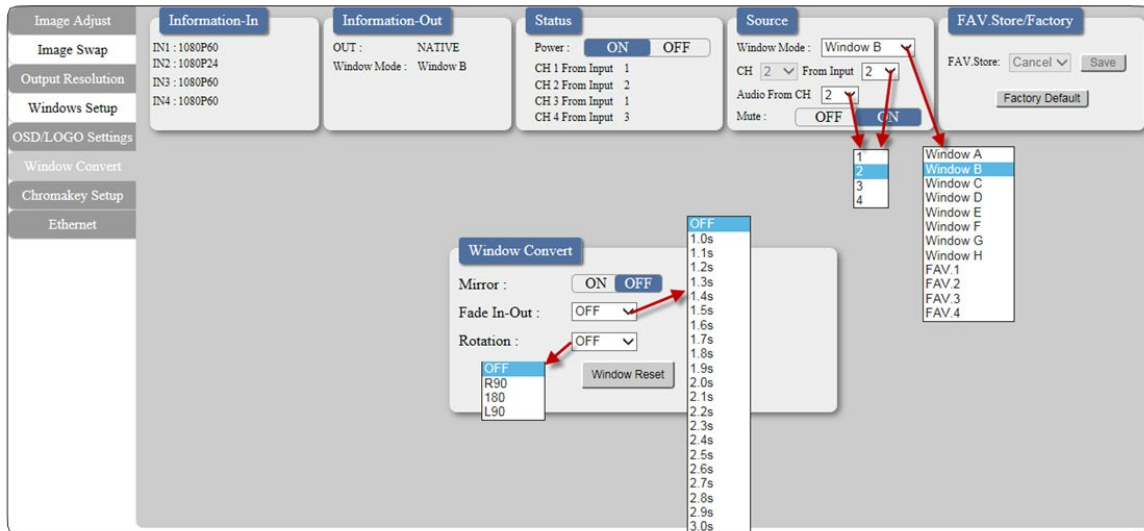 Image Adjust
Image Swap
Output Resolution
Windows Setup
OSD/LOGO Settings
Window Convert
Chromakey Setup
Ethernet
Information-In
IN1 : 1080P60
IN2 : 1080P24
IN3 : 1080P60
IN4 : 1080P60
Information-Out
OUT : NATIVE
Window Mode : Window B
Status
Power : ON OFF
CH 1 From Input 1
CH 2 From Input 2
CH 3 From Input 1
CH 4 From Input 3
Source
Window Mode : Window B
CH 2 From Input 2
Audio From CH 2
Mute : OFF ON
FAV.Store/Factory
FAV.Store: Cancel Save
Factory Default
1
2
3
4
Window A
Window B
Window C
Window D
Window E
Window F
Window G
Window H
FAV.1
FAV.2
FAV.3
FAV.4
Window Convert
Mirror : ON OFF
Fade In-Out : OFF
Rotation : OFF
OFF
R90
180
L90
Window Reset
OFF
1.0s
1.1s
1.2s
1.3s
1.4s
1.5s
1.6s
1.7s
1.8s
1.9s
2.0s
2.1s
2.2s
2.3s
2.4s
2.5s
2.6s
2.7s
2.8s
2.9s
3.0s